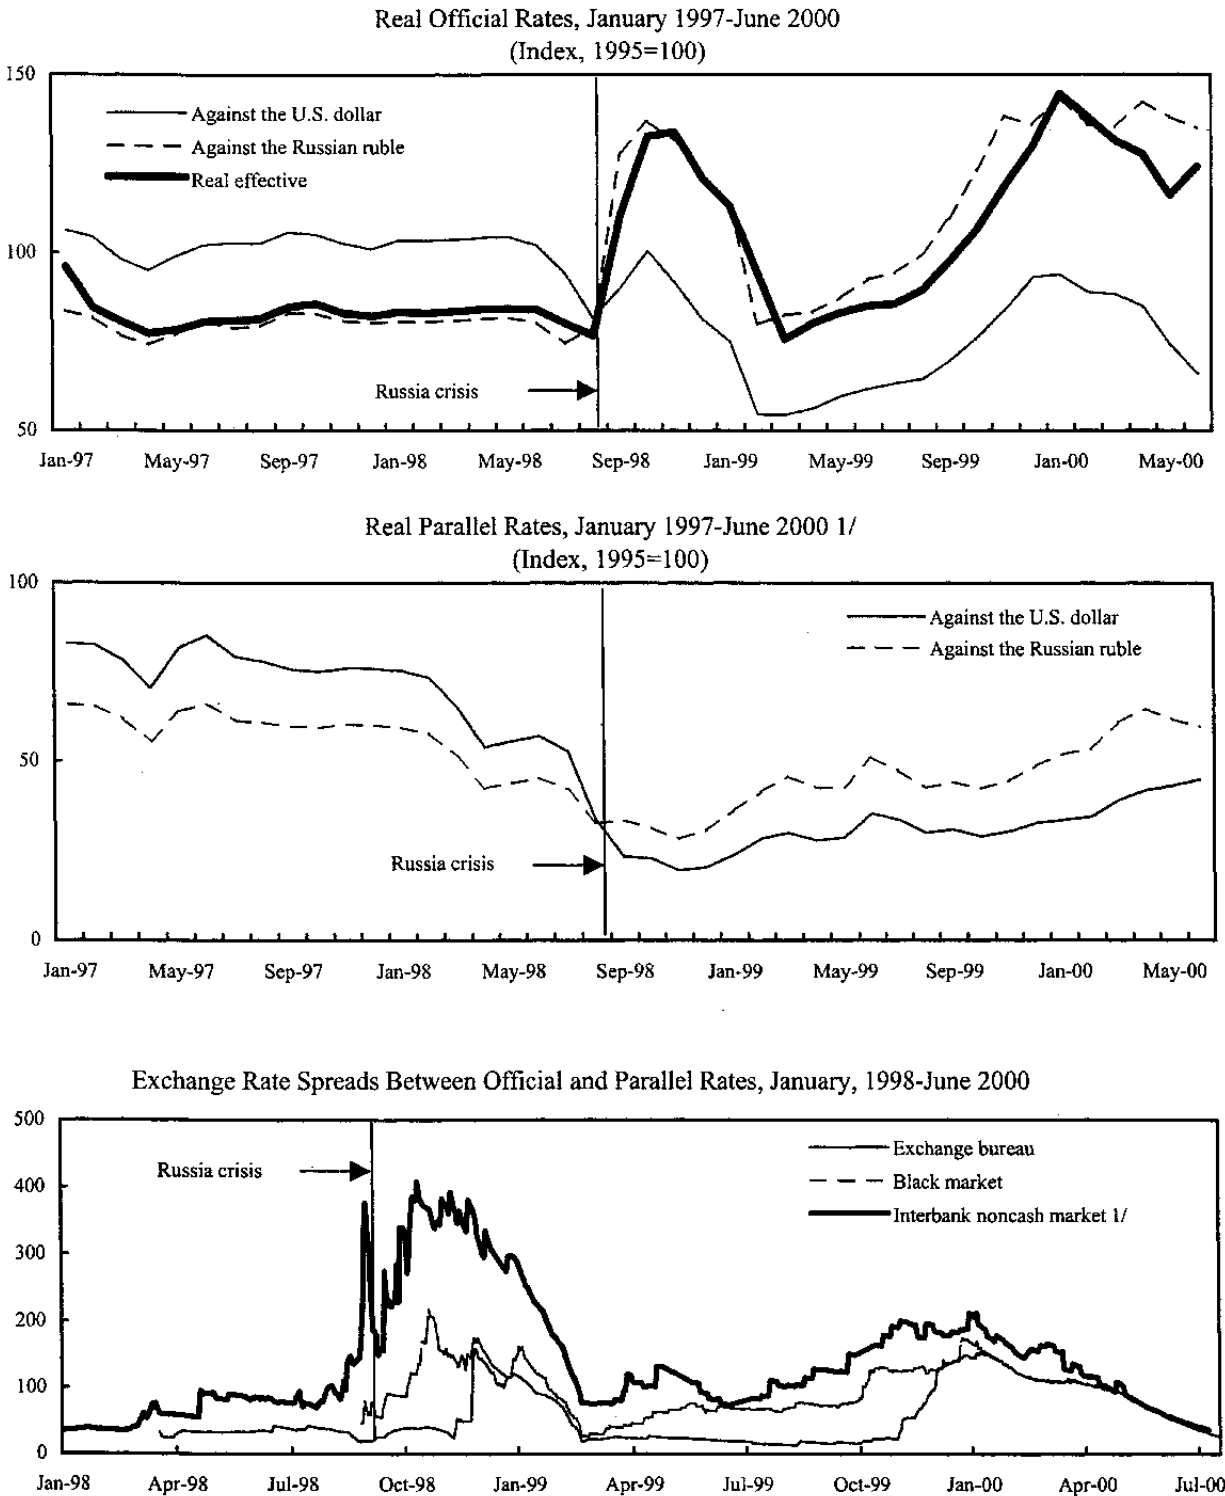 Real Official Rates, January 1997-June 2000
(Index, 1995=100)
150
Against the U.S. dollar
Against the Russian ruble
Real effective
100
Russia crisis
50
Jan-97 May-97 Sep-97 Jan-98 May-98 Sep-98 Jan-99 May-99 Sep-99 Jan-00 May-00
Real Parallel Rates, January 1997-June 2000 1/
(Index, 1995=100)
100
Against the U.S. dollar
Against the Russian ruble
50
Russia crisis
0
Jan-97 May-97 Sep-97 Jan-98 May-98 Sep-98 Jan-99 May-99 Sep-99 Jan-00 May-00
Exchange Rate Spreads Between Official and Parallel Rates, January, 1998-June 2000
500
Exchange bureau
Russia crisis
Black market
400
Interbank noncash market 1/
300
200
100
0
Jan-98 Apr-98 Jul-98 Oct-98 Jan-99 Apr-99 Jul-99 Oct-99 Jan-00 Apr-00 Jul-00